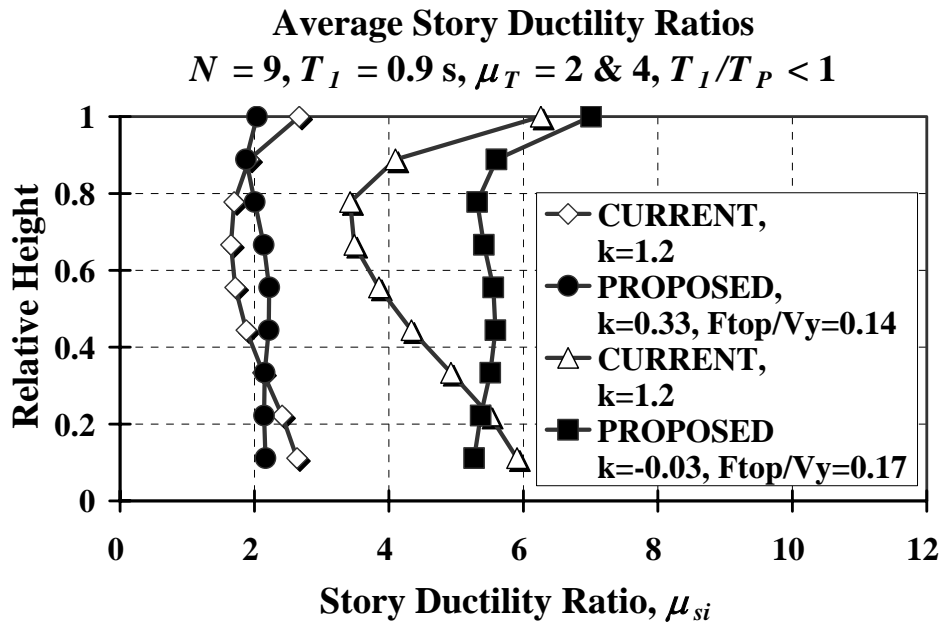 Average Story Ductility Ratios
N = 9, T1 = 0.9 s, μT = 2 & 4, T1/TP < 1
1
0.8
0.6
0.4
0.2
0
Relative Height
CURRENT,
k=1.2
PROPOSED,
k=0.33, Ftop/Vy=0.14
CURRENT,
k=1.2
PROPOSED
k=-0.03, Ftop/Vy=0.17
0 2 4 6 8 10 12
Story Ductility Ratio, μsi